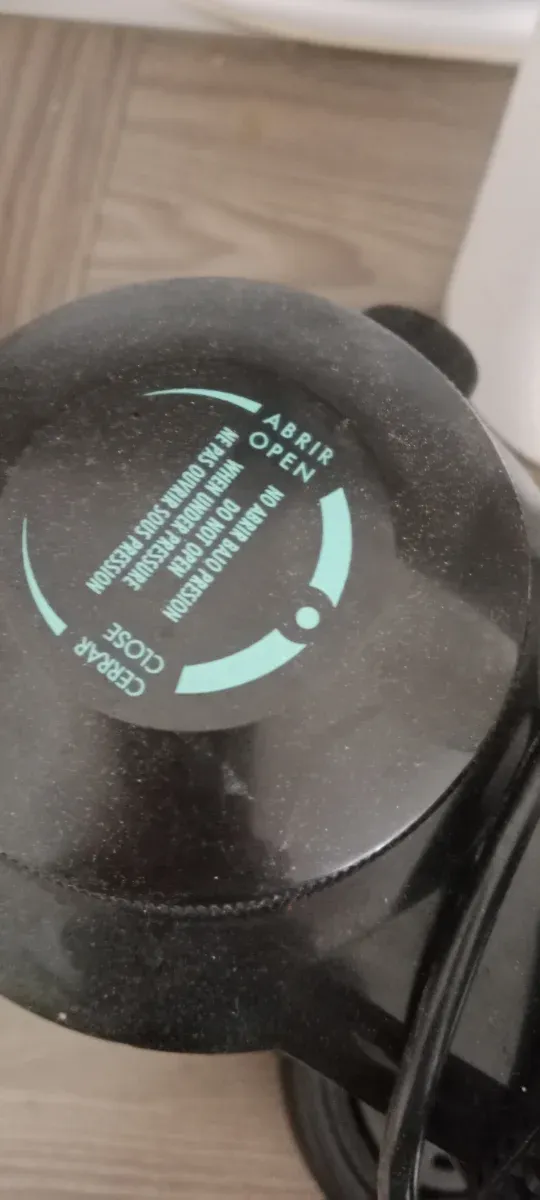 ABRIR
OPEN
NO ABRIR BAJO PRESION
DO NOT OPEN
WHEN UNDER PRESSURE
NE PAS OUVRIR SOUS PRESSION
CLOSE
CERRAR